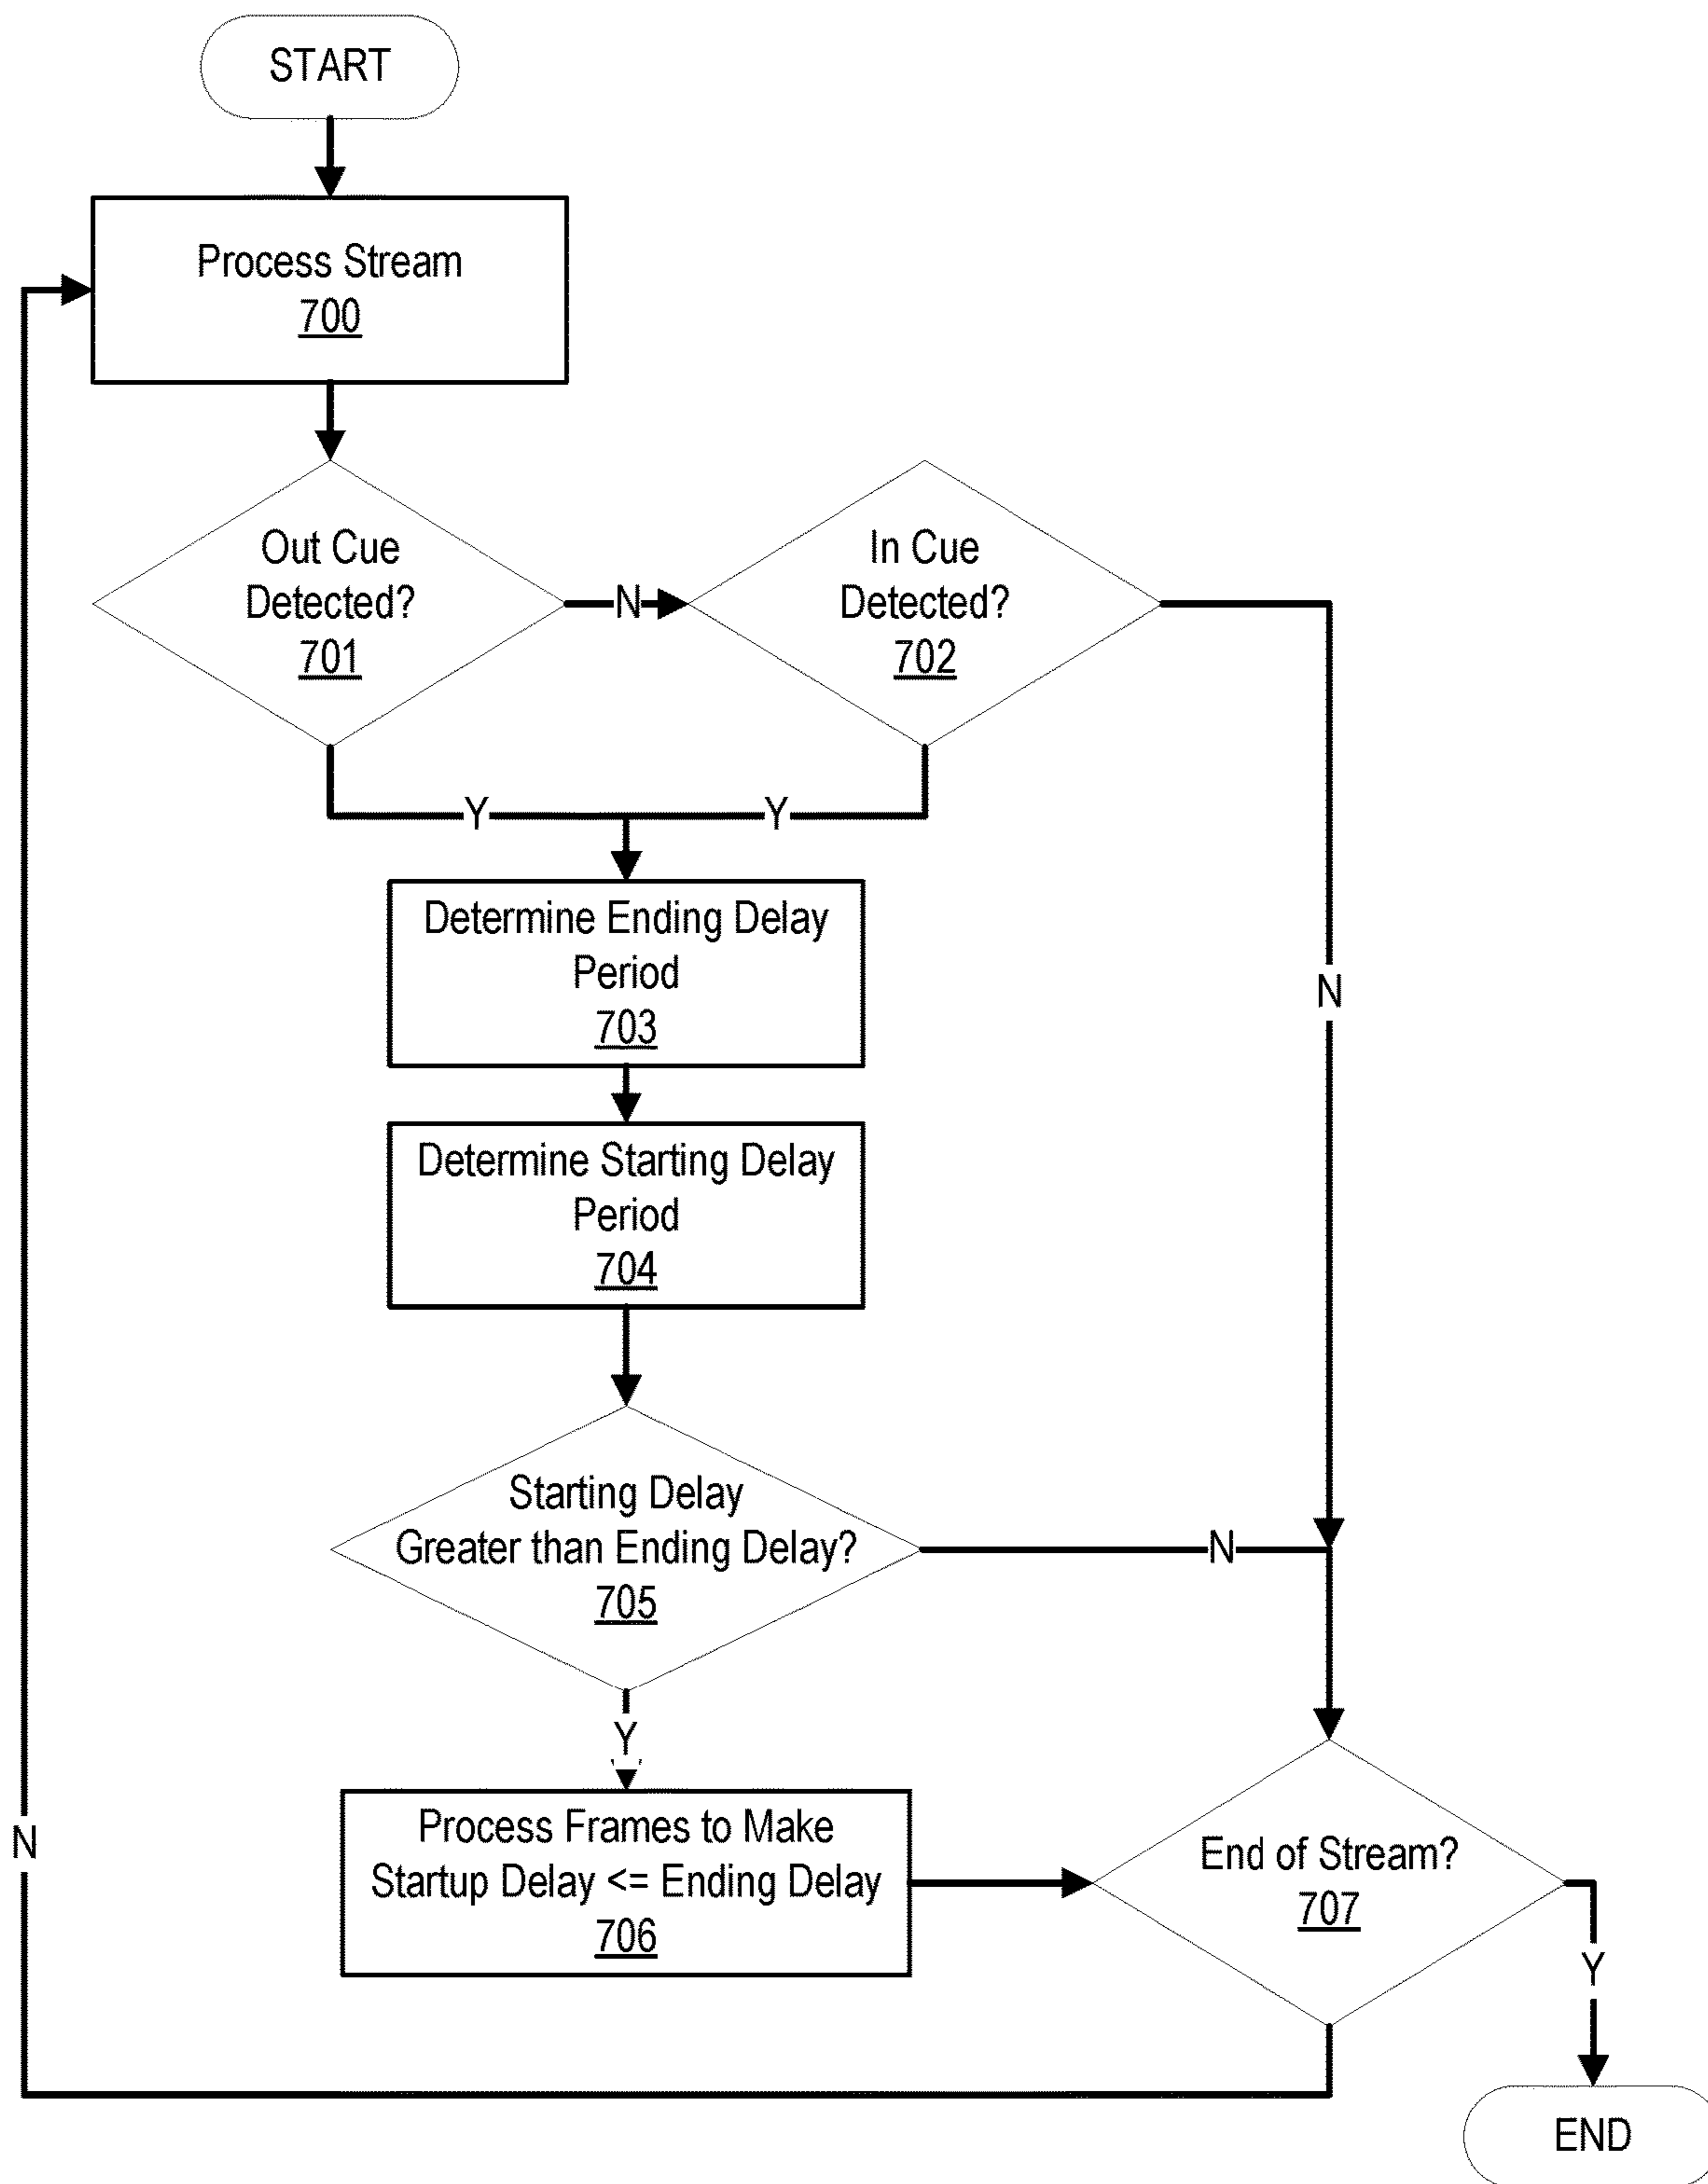 START
Process Stream
700
Out Cue
Detected?
701
N
In Cue
Detected?
702
Y
Y
Determine Ending Delay
Period
703
N
Determine Starting Delay
Period
704
Starting Delay
Greater than Ending Delay?
705
N
Y
Process Frames to Make
Startup Delay <= Ending Delay
706
End of Stream?
707
N
Y
END